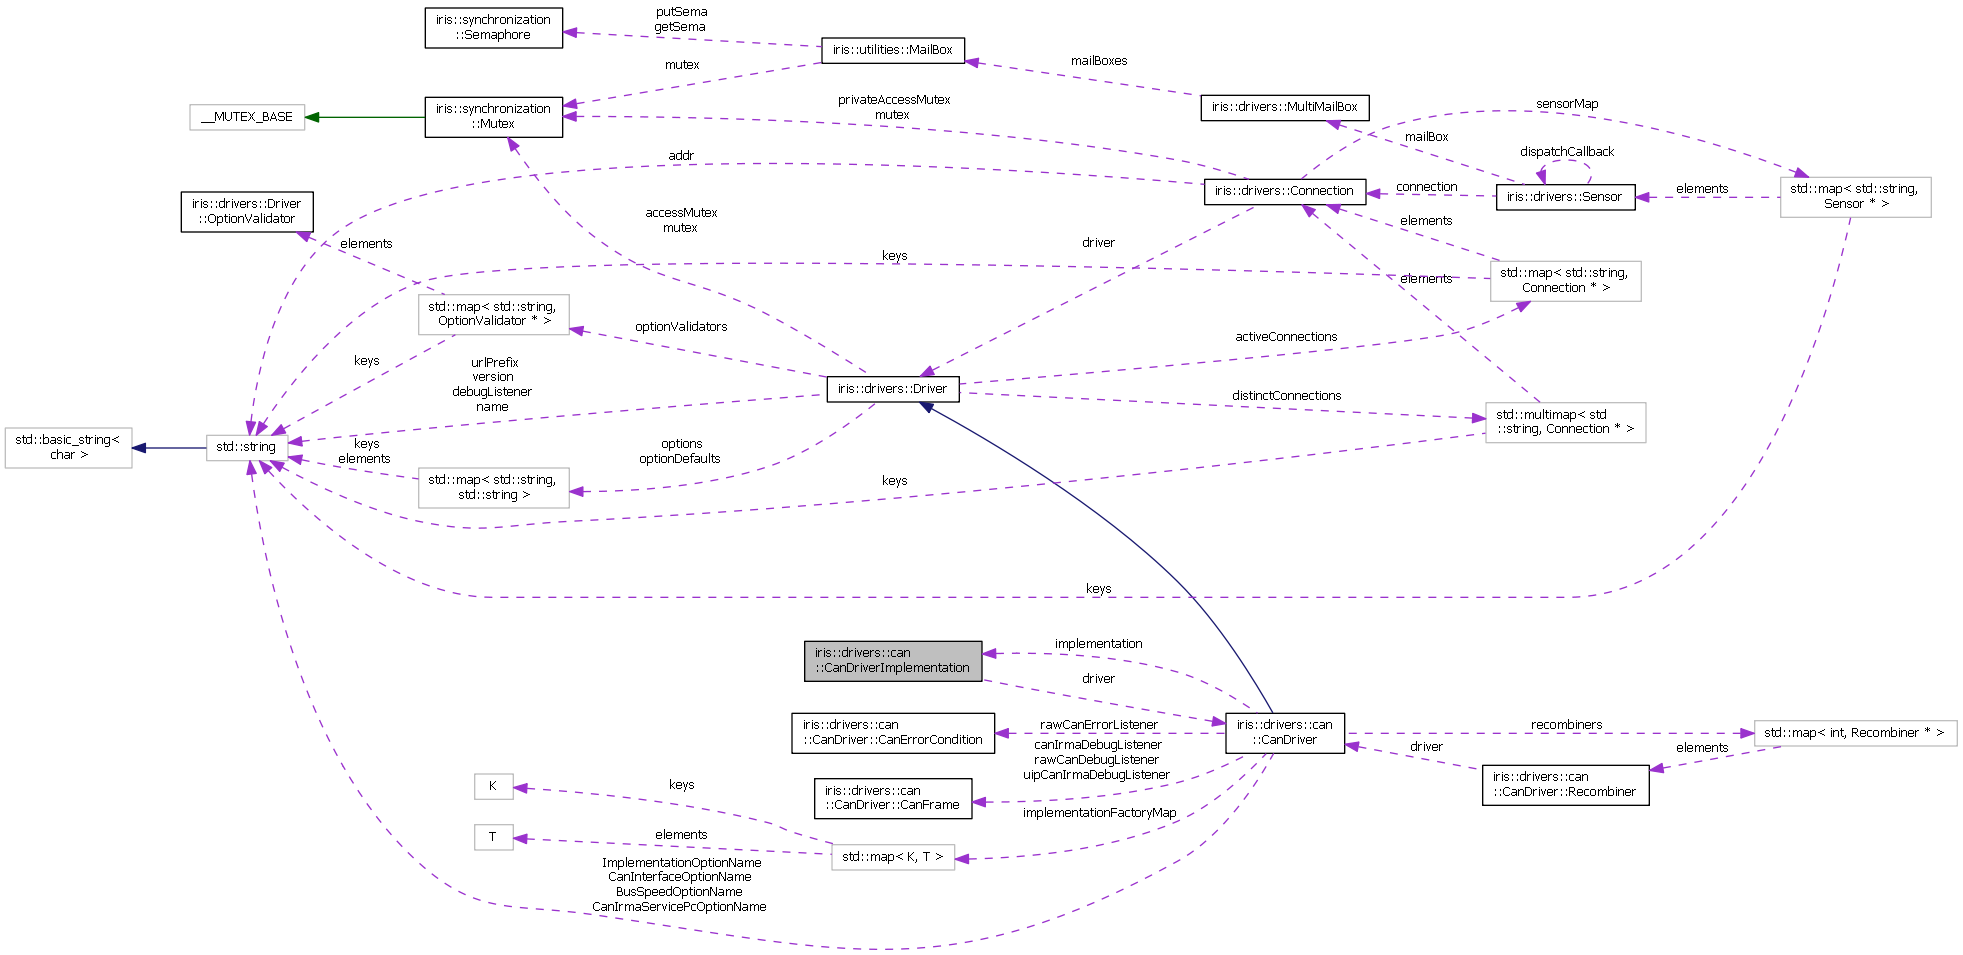 putSema
getSema
iris::synchronization
::Semaphore
iris::utilities::MailBox
mutex
mailBoxes
iris::synchronization
::Mutex
__MUTEX_BASE
privateAccessMutex
mutex
iris::drivers::MultiMailBox
sensorMap
mailBox
dispatchCallback
addr
iris::drivers::Connection
connection
iris::drivers::Sensor
elements
std::map< std::string,
Sensor * >
iris::drivers::Driver
::OptionValidator
accessMutex
mutex
elements
elements
driver
keys
elements
std::map< std::string,
Connection * >
std::map< std::string,
OptionValidator * >
optionValidators
activeConnections
keys
urlPrefix
version
debugListener
name
iris::drivers::Driver
distinctConnections
std::multimap< std
::string, Connection * >
std::basic_string<
char >
std::string
keys
elements
options
optionDefaults
std::map< std::string,
std::string >
keys
keys
implementation
iris::drivers::can
::CanDriverImplementation
driver
iris::drivers::can
::CanDriver::CanErrorCondition
rawCanErrorListener
iris::drivers::can
::CanDriver
recombiners
std::map< int, Recombiner * >
canIrmaDebugListener
rawCanDebugListener
uipCanIrmaDebugListener
driver
elements
iris::drivers::can
::CanDriver::Recombiner
K
keys
iris::drivers::can
::CanDriver::CanFrame
implementationFactoryMap
T
elements
std::map< K, T >
ImplementationOptionName
CanInterfaceOptionName
BusSpeedOptionName
CanIrmaServicePcOptionName